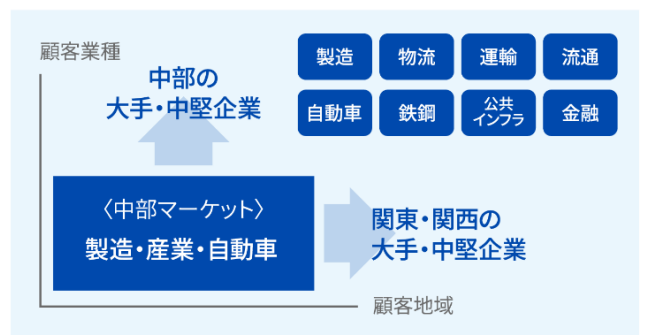 顧客業種
中部の
大手・中堅企業
製造
物流
運輸
流通
自動車
鉄鋼
公共
インフラ
金融
〈中部マーケット〉
製造・産業・自動車
関東・関西の
大手・中堅企業
顧客地域